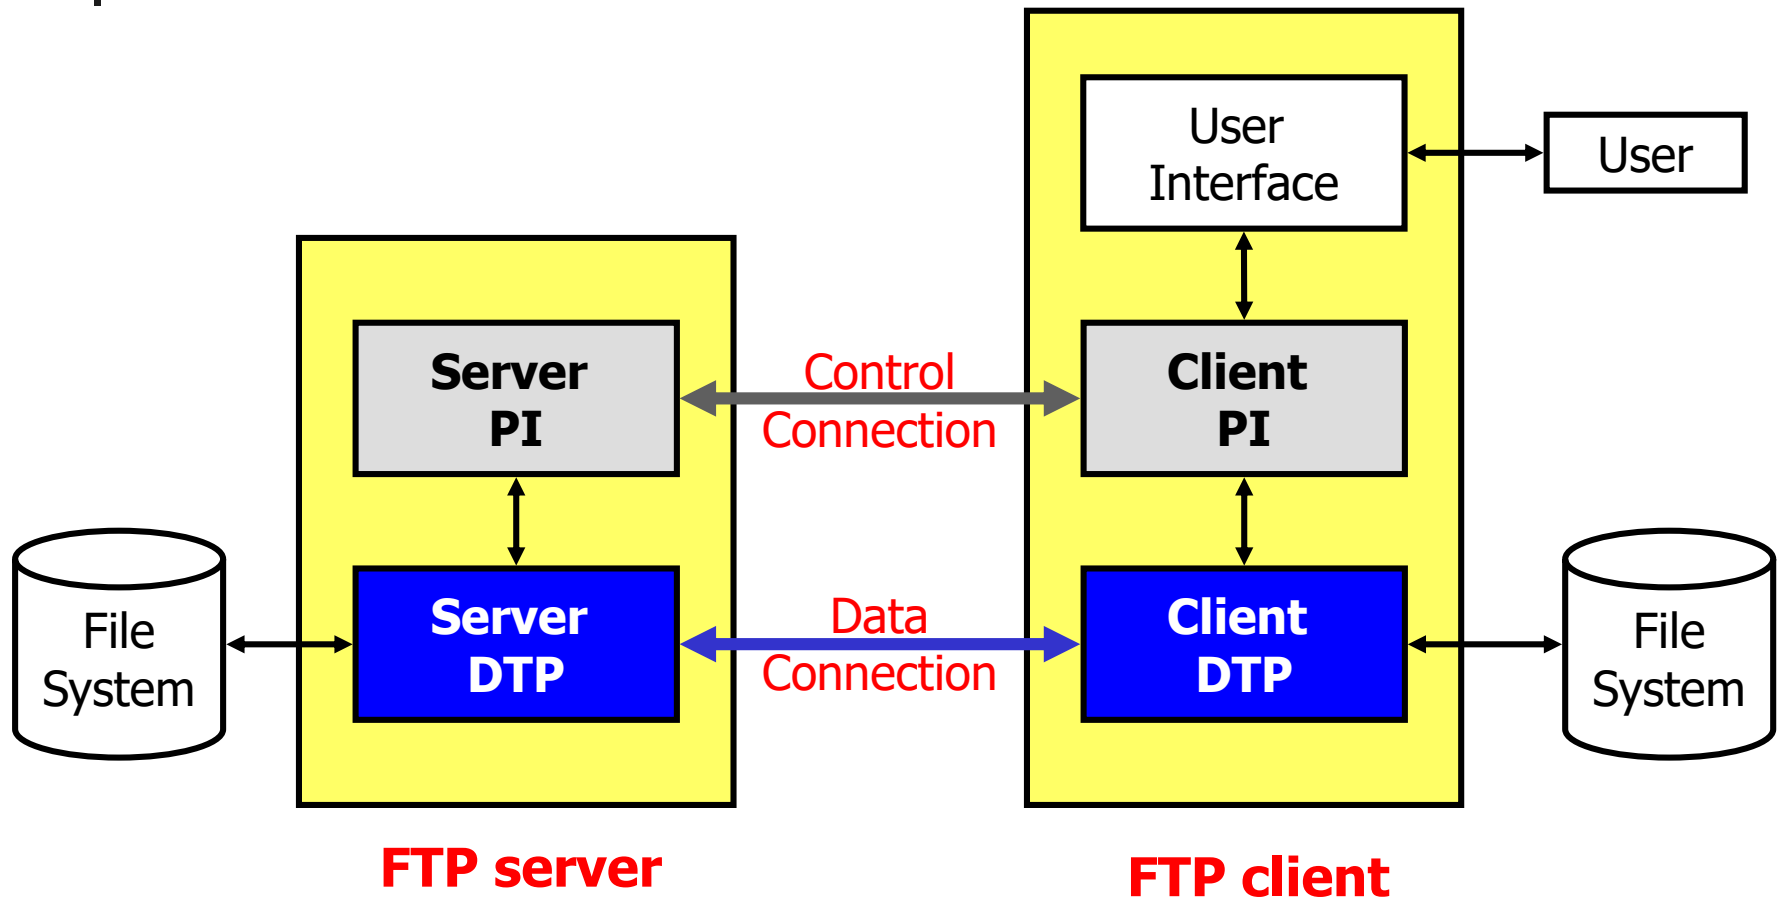 User
Interface
User
Server
PI
Control
Connection
Client
PI
File
System
Server
DTP
Data
Connection
Client
DTP
File
System
FTP server
FTP client